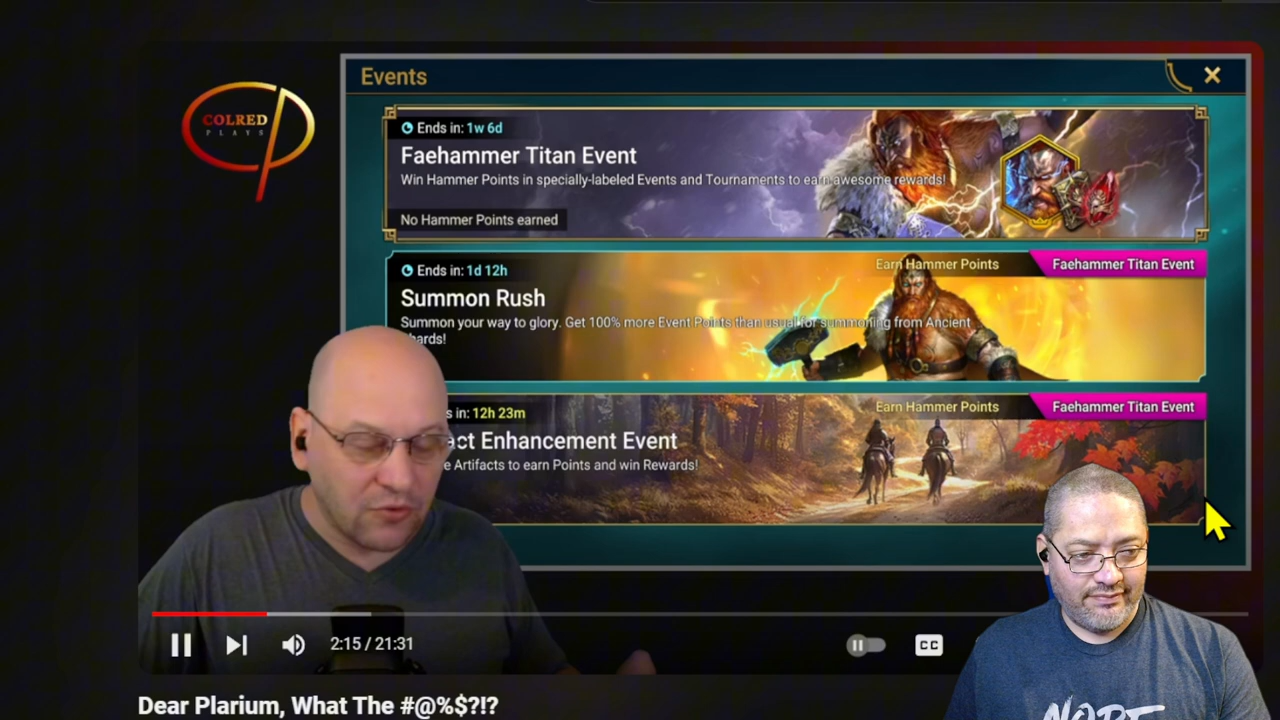 COLRED
PLAYS
Events
Ends in: 1w 6d
Faehammer Titan Event
Win Hammer Points in specially-labeled Events and Tournaments to earn awesome rewards!
No Hammer Points earned
Ends in: 1d 12h
Earn Hammer Points
Faehammer Titan Event
Summon Rush
Summon your way to glory. Get 100% more Event Points than usual for summoning from Ancient
hards!
s in: 12h 23m
Earn Hammer Points
Faehammer Titan Event
act Enhancement Event
e Artifacts to earn Points and win Rewards!
2:15 / 21:31
CC
Dear Plarium, What The #@%$?!?